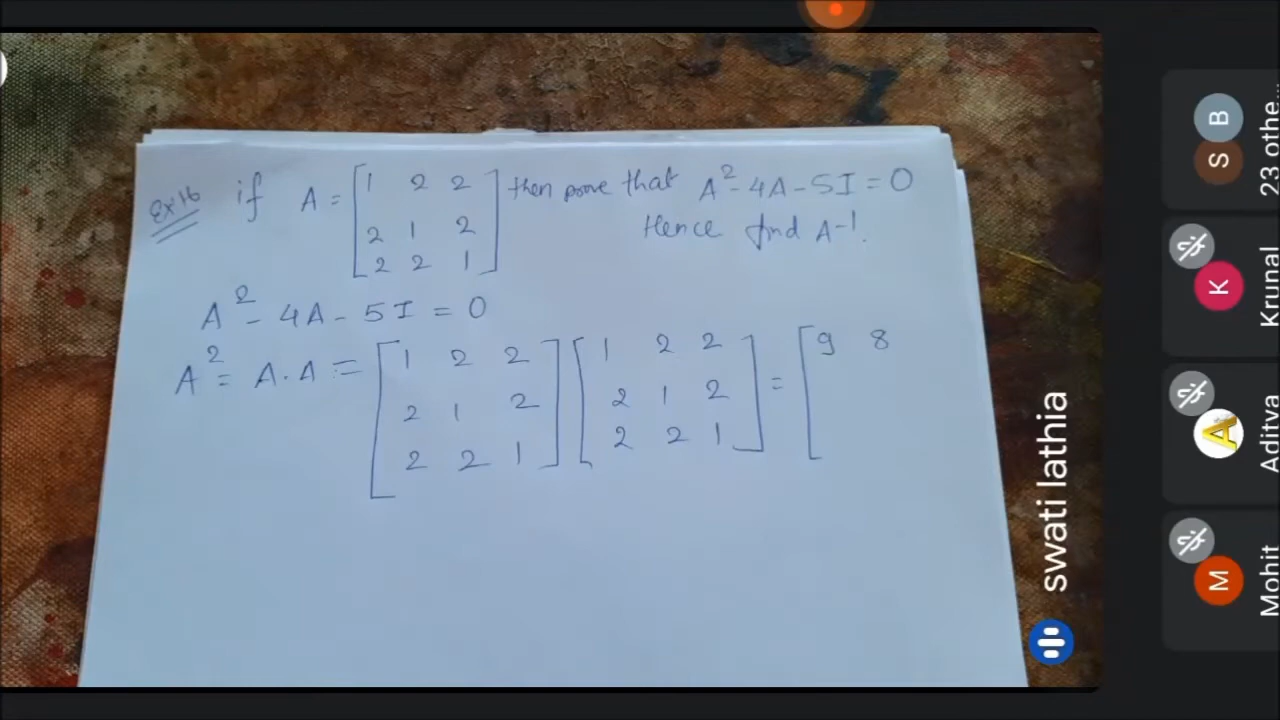 Ex 16 if A = [ 1 2 2 then prove that A² - 4A - 5I = 0
2 1 2 Hence find A-1.
2 2 1 ]
A² - 4A - 5I = 0
A² = A.A = [ 1 2 2 ] [ 1 2 2 ] = [ 9 8
2 1 2 2 1 2
2 2 1 2 2 1
swati lathia
S B
23 othe...
K
Krunal
A
Aditva
M
Mohit